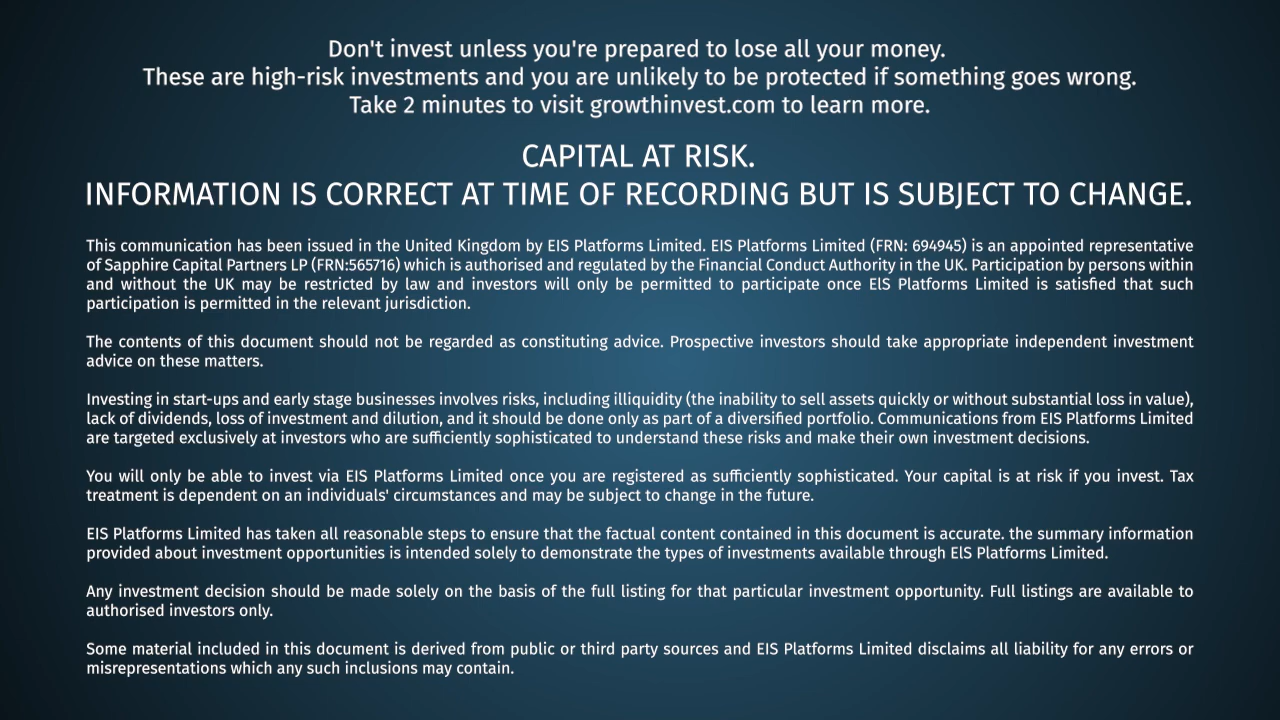 Don't invest unless you're prepared to lose all your money.
These are high-risk investments and you are unlikely to be protected if something goes wrong.
Take 2 minutes to visit growthinvest.com to learn more.
CAPITAL AT RISK.
INFORMATION IS CORRECT AT TIME OF RECORDING BUT IS SUBJECT TO CHANGE.
This communication has been issued in the United Kingdom by EIS Platforms Limited. EIS Platforms Limited (FRN: 694945) is an appointed representative
of Sapphire Capital Partners LP (FRN:565716) which is authorised and regulated by the Financial Conduct Authority in the UK. Participation by persons within
and without the UK may be restricted by law and investors will only be permitted to participate once EIS Platforms Limited is satisfied that such
participation is permitted in the relevant jurisdiction.
The contents of this document should not be regarded as constituting advice. Prospective investors should take appropriate independent investment
advice on these matters.
Investing in start-ups and early stage businesses involves risks, including illiquidity (the inability to sell assets quickly or without substantial loss in value),
lack of dividends, loss of investment and dilution, and it should be done only as part of a diversified portfolio. Communications from EIS Platforms Limited
are targeted exclusively at investors who are sufficiently sophisticated to understand these risks and make their own investment decisions.
You will only be able to invest via EIS Platforms Limited once you are registered as sufficiently sophisticated. Your capital is at risk if you invest. Tax
treatment is dependent on an individuals' circumstances and may be subject to change in the future.
EIS Platforms Limited has taken all reasonable steps to ensure that the factual content contained in this document is accurate. the summary information
provided about investment opportunities is intended solely to demonstrate the types of investments available through EIS Platforms Limited.
Any investment decision should be made solely on the basis of the full listing for that particular investment opportunity. Full listings are available to
authorised investors only.
Some material included in this document is derived from public or third party sources and EIS Platforms Limited disclaims all liability for any errors or
misrepresentations which any such inclusions may contain.